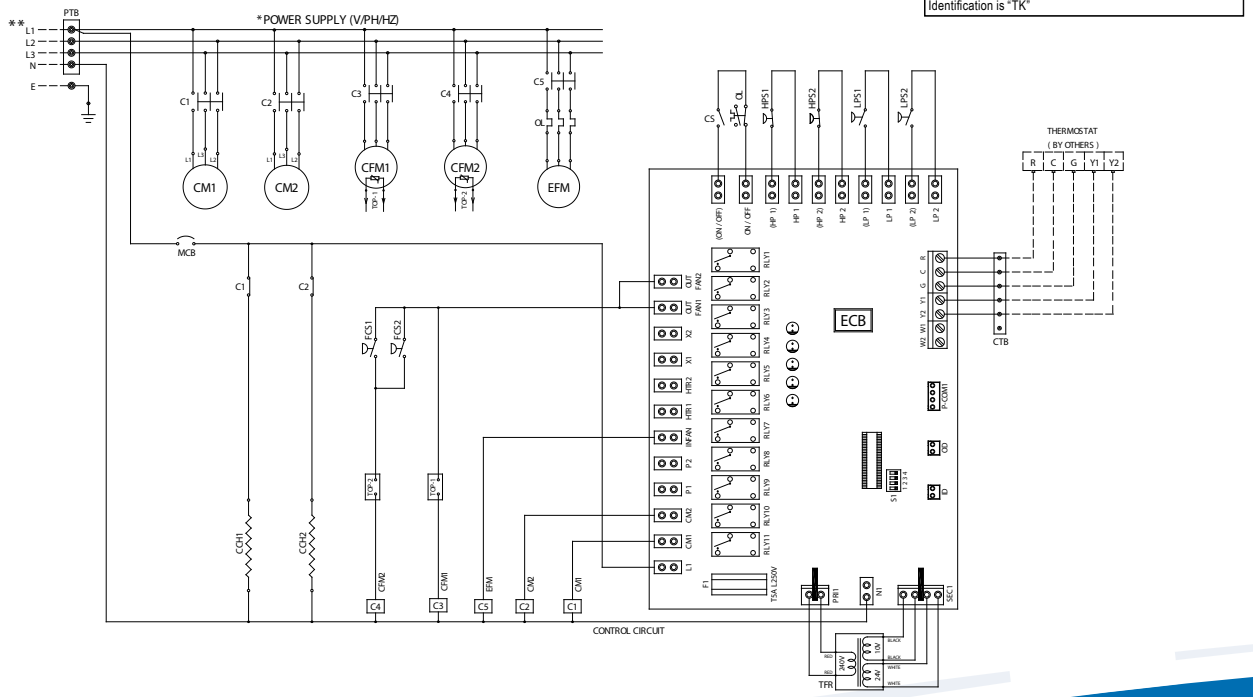 Identification is "TK"
PTB
*POWER SUPPLY (V/PH/HZ)
**
L1
L2
L3
N
E
C1
C2
C3
C4
C5
OL
L1
L3
L2
L1
L3
L2
CM1
CM2
CFM1
CFM2
EFM
TOP-1
TOP-2
CS
OL
HPS1
HPS2
LPS1
LPS2
THERMOSTAT
( BY OTHERS )
R C G Y1 Y2
(ON / OFF)
ON / OFF
(HP 1)
HP 1
(HP 2)
HP 2
(LP 1)
LP 1
(LP 2)
LP 2
MCB
C1
C2
FCS1
FCS2
OUT FAN2
OUT FAN1
X2
X1
HTR2
HTR1
INFAN
P2
P1
CM2
CM1
L1
RLY1
RLY2
RLY3
RLY4
RLY5
RLY6
RLY7
RLY8
RLY9
RLY10
RLY11
ECB
R
C
G
Y1
Y2
W1
W2
CTB
P-COM1
OD
ID
S1
1 2 3 4
TOP-2
TOP-1
CCH1
CCH2
CFM2
CFM1
EFM
CM2
CM1
C4
C3
C5
C2
C1
F1
T5A L250V
PRI1
N1
SEC1
CONTROL CIRCUIT
RED
RED
240V
10V
24V
BLACK
BLACK
WHITE
WHITE
TFR